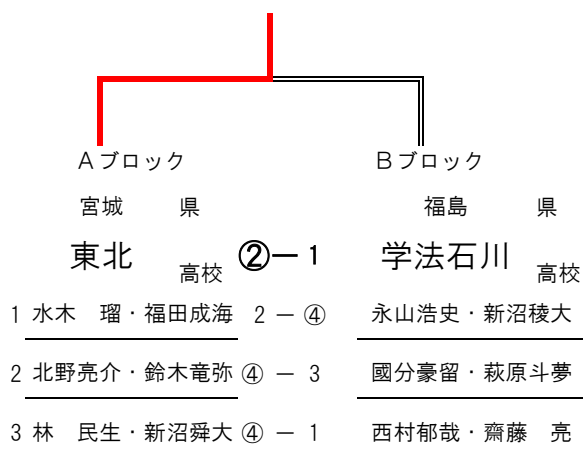 Aブロック Bブロック
宮城 県 福島 県
東北 高校 ②－1 学法石川 高校
1 水木 瑠・福田成海 2 － ④ 永山浩史・新沼稜大
2 北野亮介・鈴木竜弥 ④ － 3 國分豪留・萩原斗夢
3 林 民生・新沼舜大 ④ － 1 西村郁哉・齋藤 亮